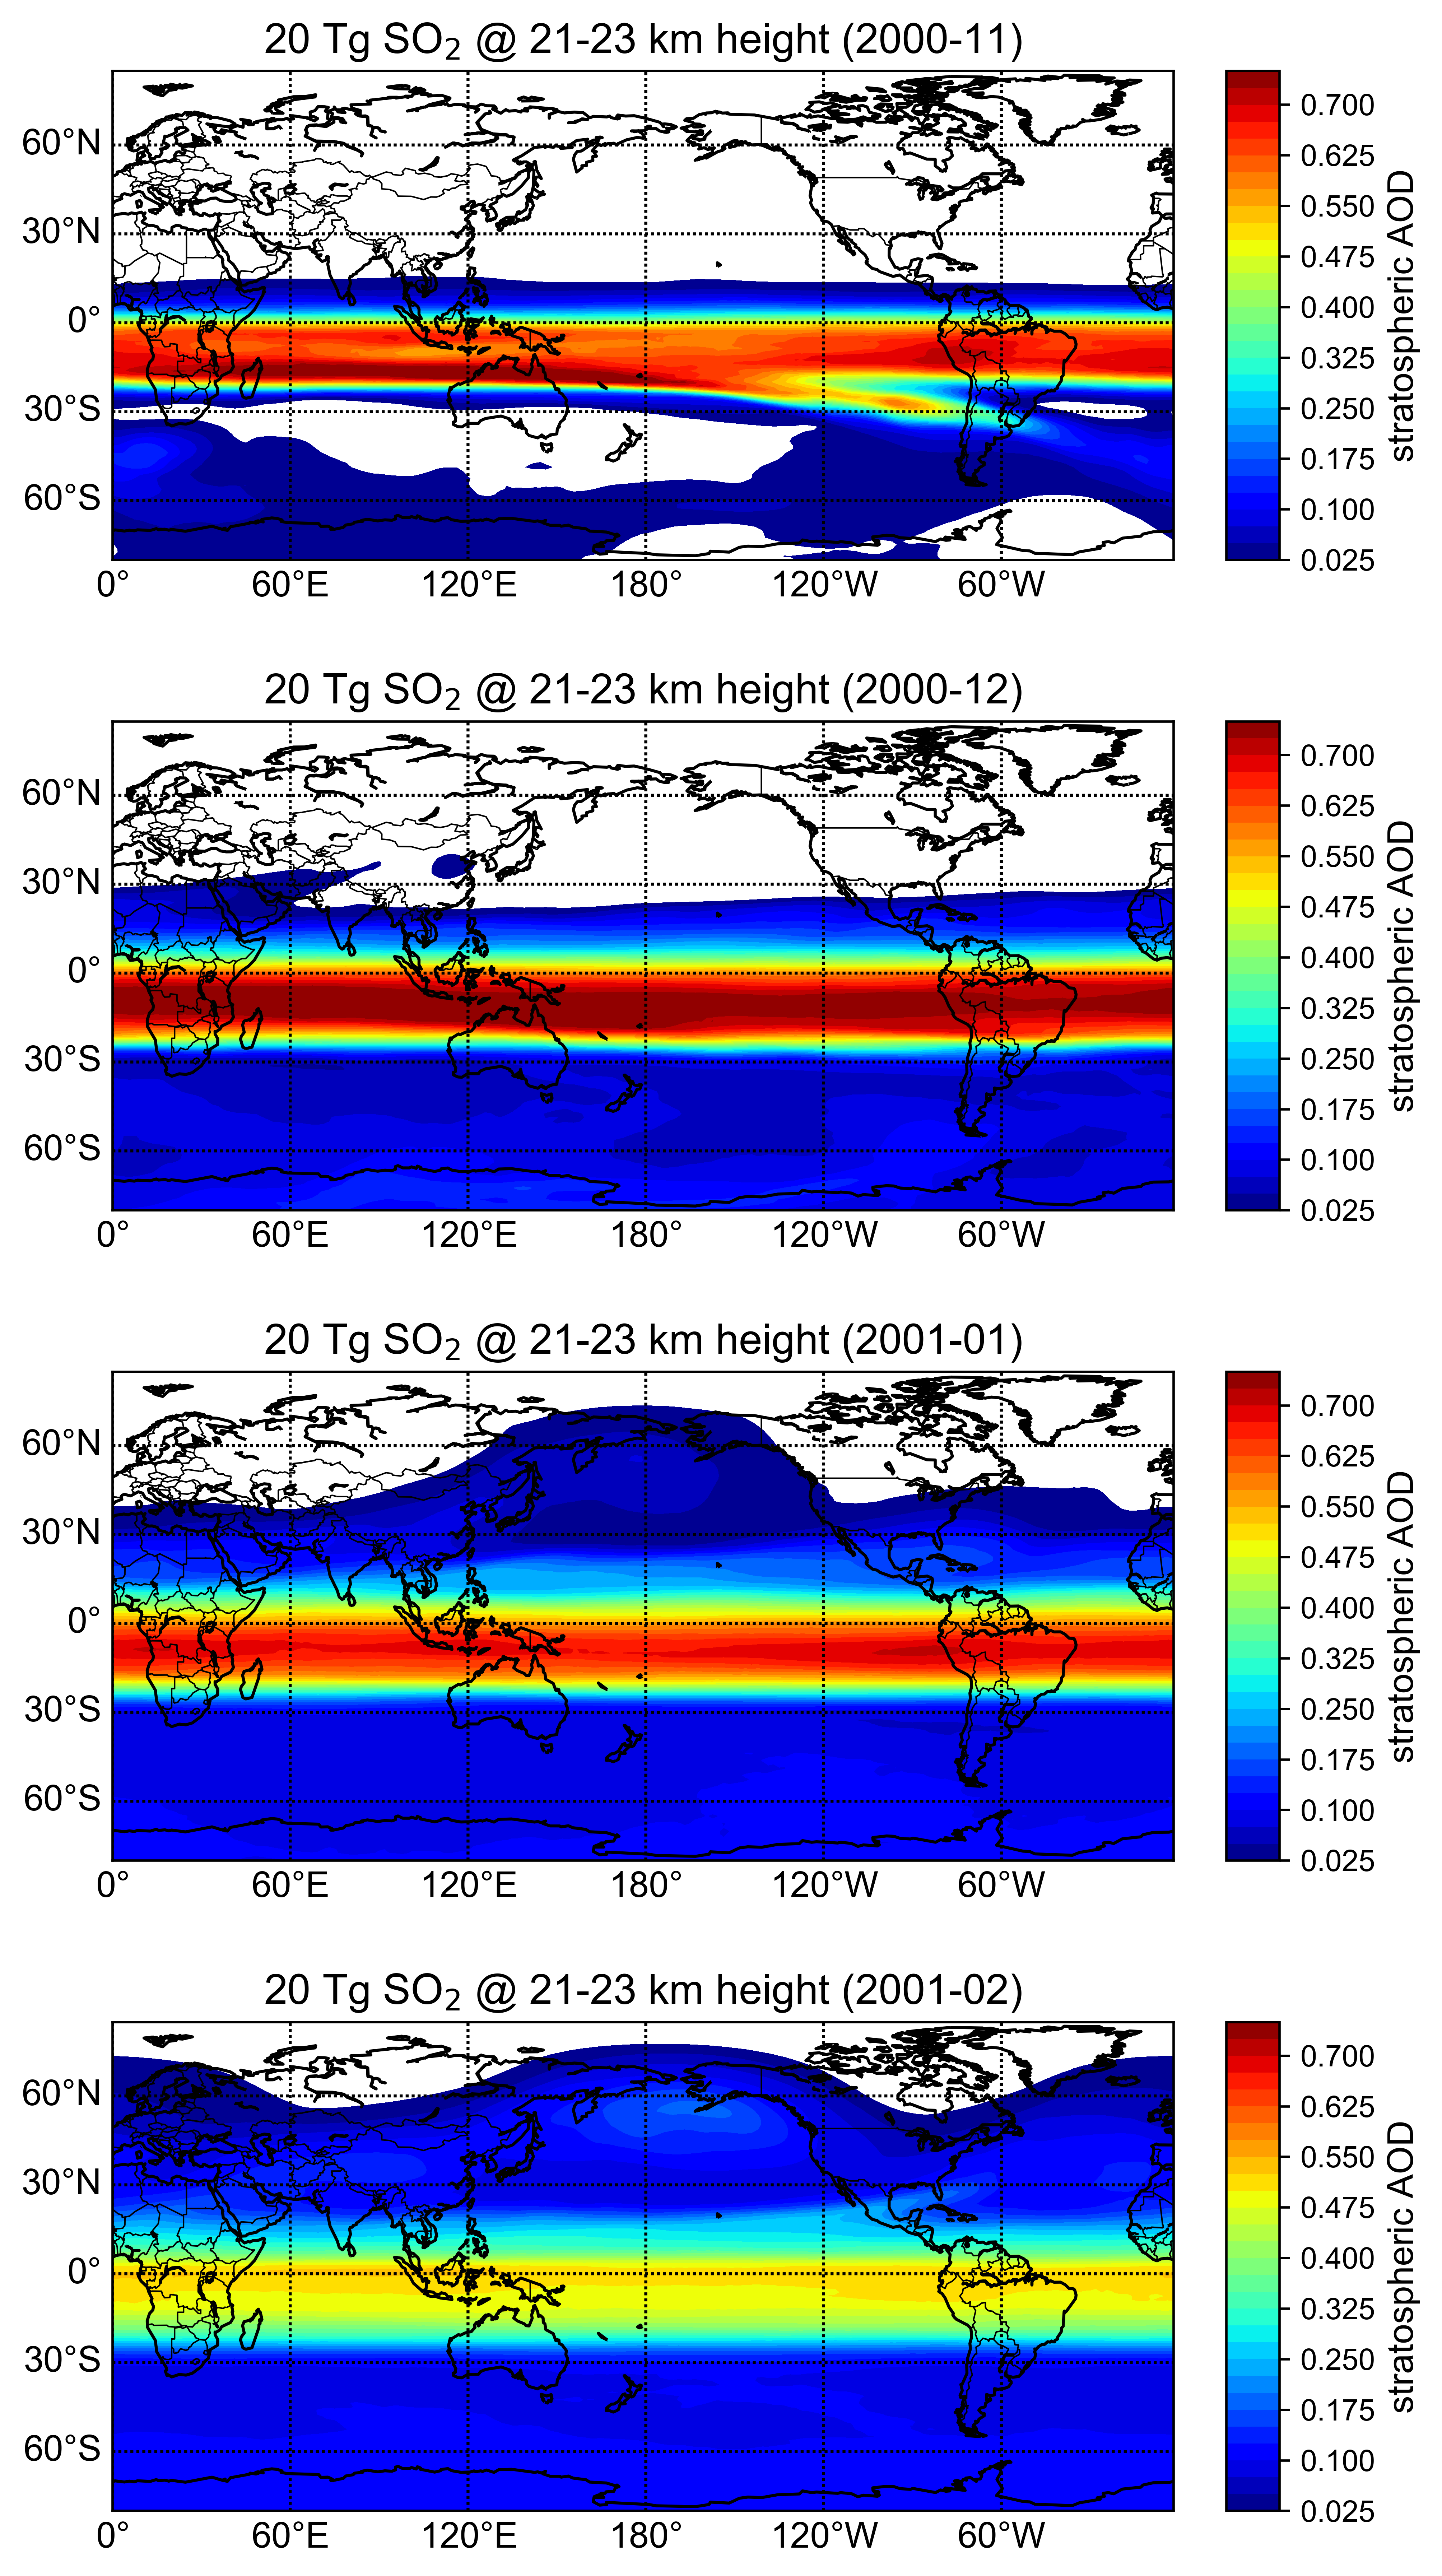 20 Tg SO₂ @ 21-23 km height (2000-11)
60°N
30°N
0°
30°S
60°S
0° 60°E 120°E 180° 120°W 60°W
0.700
0.625
0.550
0.475
0.400
0.325
0.250
0.175
0.100
0.025
stratospheric AOD
20 Tg SO₂ @ 21-23 km height (2000-12)
60°N
30°N
0°
30°S
60°S
0° 60°E 120°E 180° 120°W 60°W
0.700
0.625
0.550
0.475
0.400
0.325
0.250
0.175
0.100
0.025
stratospheric AOD
20 Tg SO₂ @ 21-23 km height (2001-01)
60°N
30°N
0°
30°S
60°S
0° 60°E 120°E 180° 120°W 60°W
0.700
0.625
0.550
0.475
0.400
0.325
0.250
0.175
0.100
0.025
stratospheric AOD
20 Tg SO₂ @ 21-23 km height (2001-02)
60°N
30°N
0°
30°S
60°S
0° 60°E 120°E 180° 120°W 60°W
0.700
0.625
0.550
0.475
0.400
0.325
0.250
0.175
0.100
0.025
stratospheric AOD